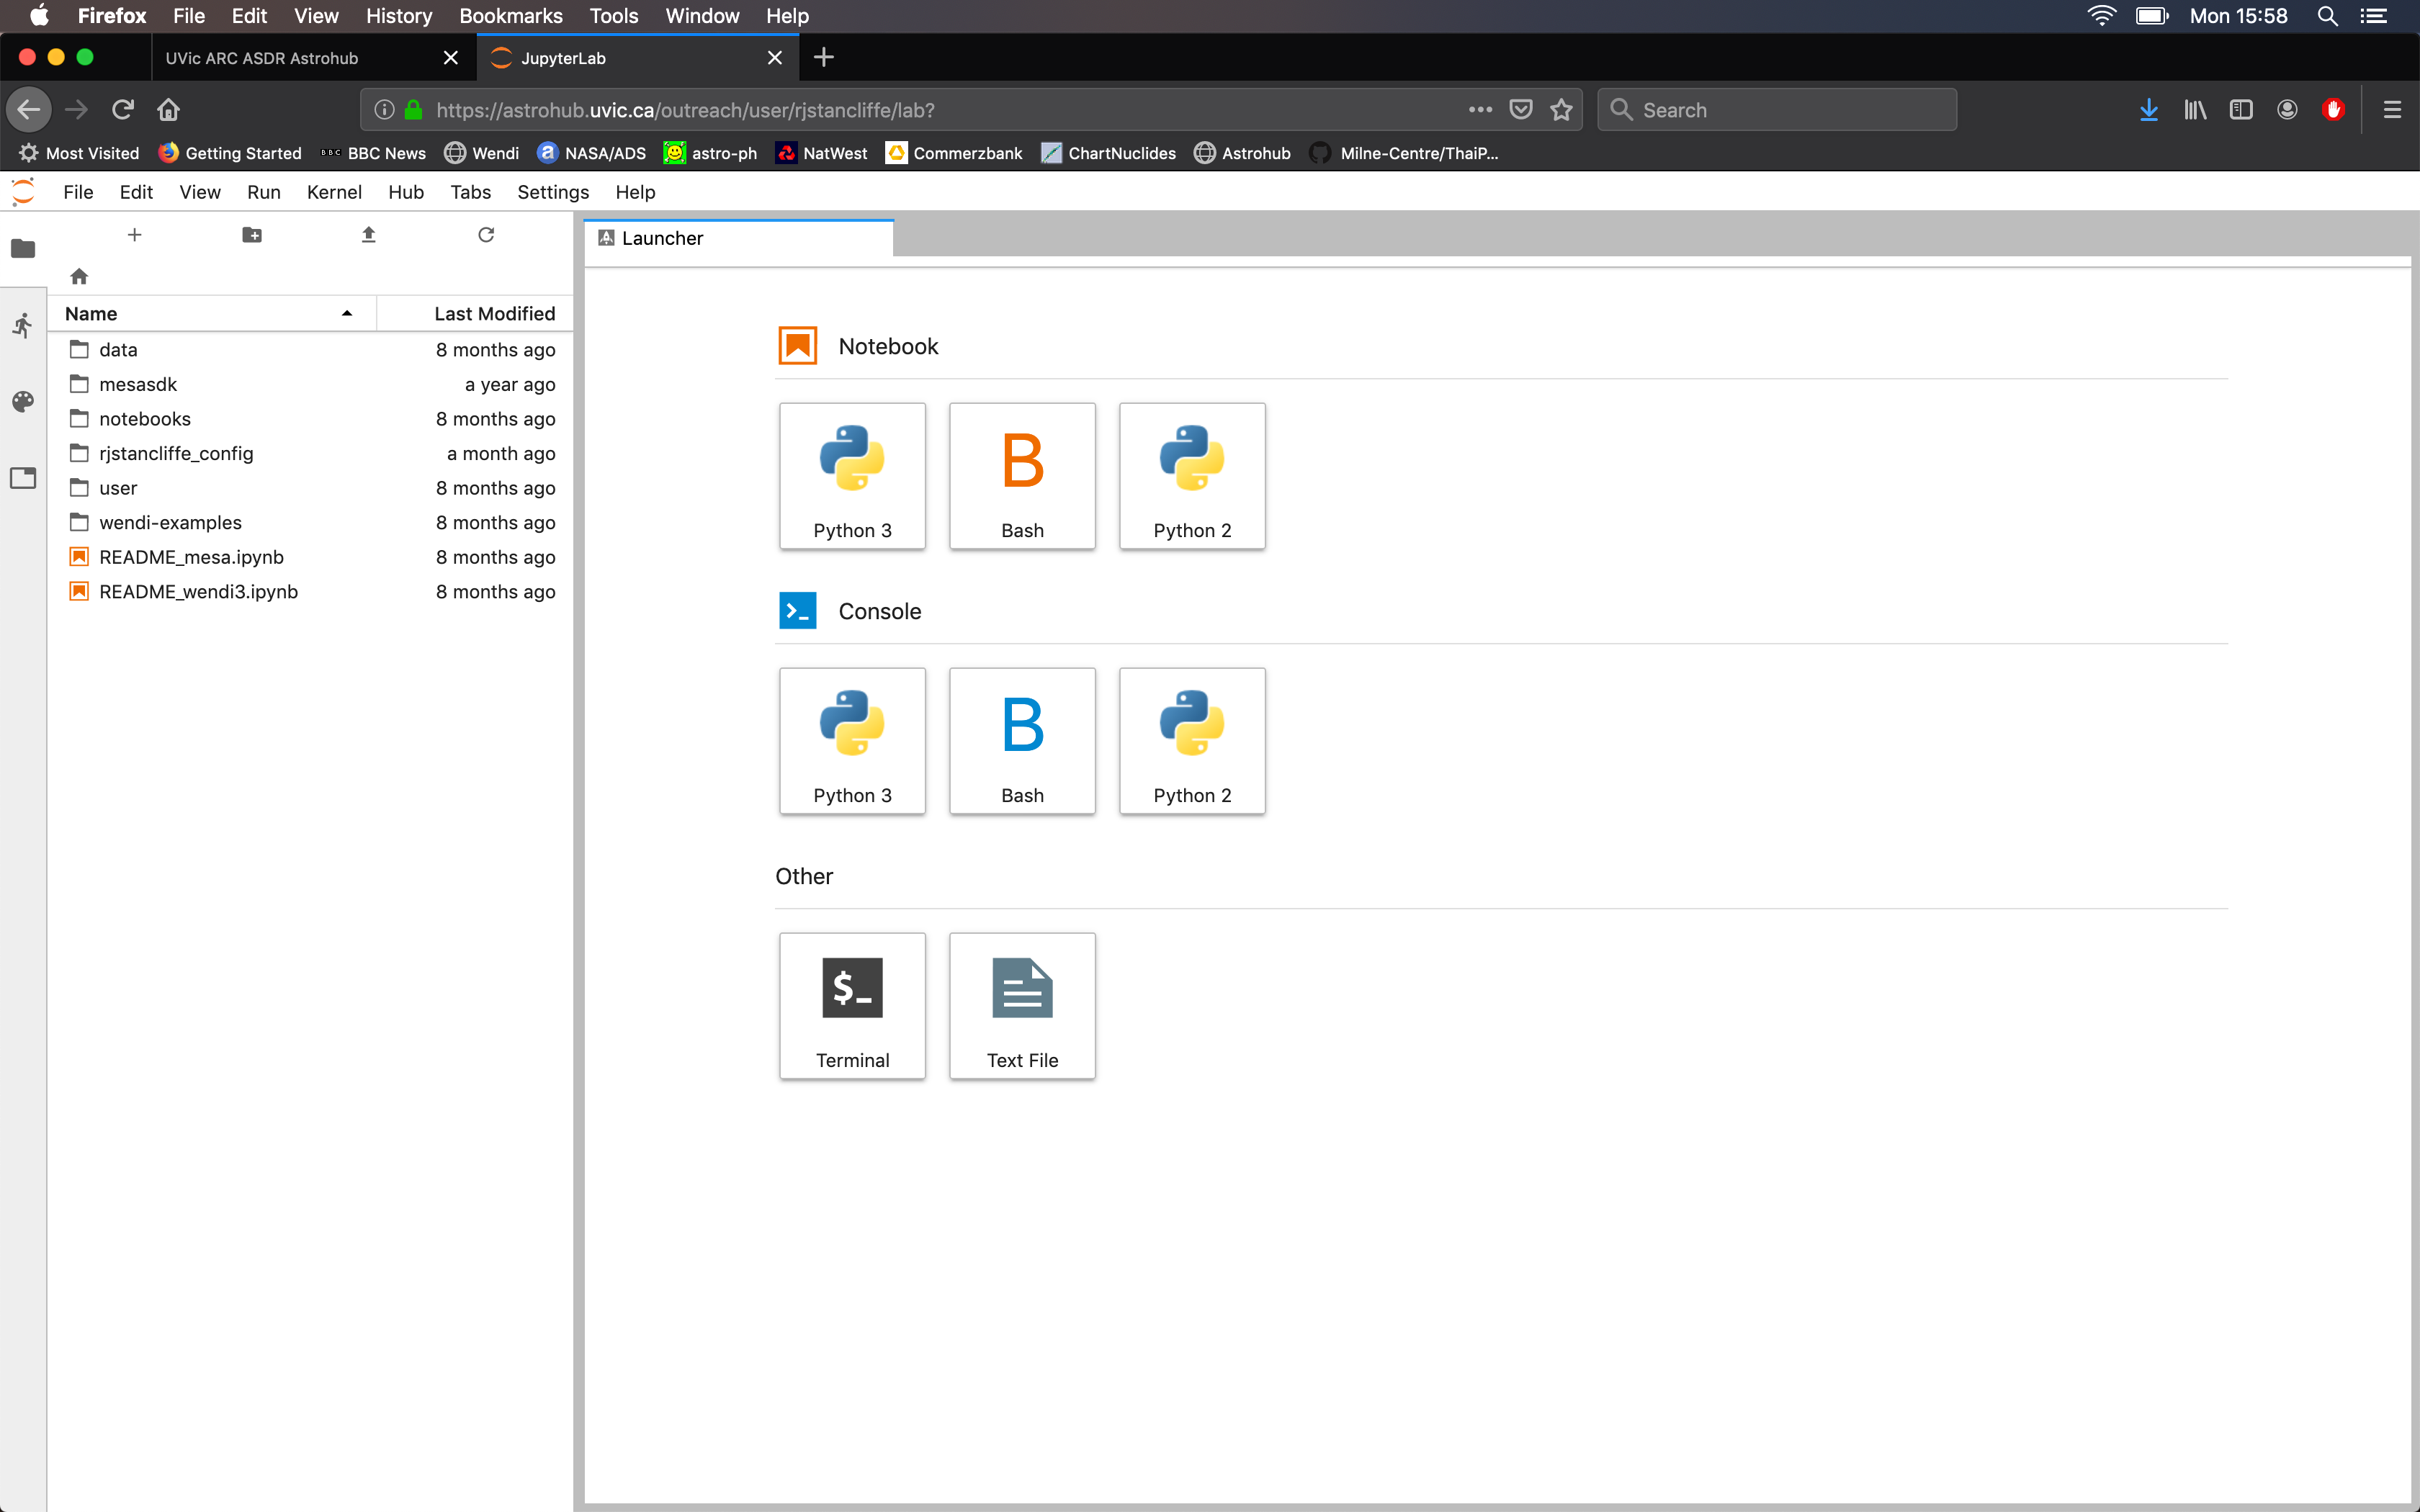 Firefox File Edit View History Bookmarks Tools Window Help Mon 15:58
UVic ARC ASDR Astrohub JupyterLab
https://astrohub.uvic.ca/outreach/user/rjstancliffe/lab? Search
Most Visited Getting Started BBC BBC News Wendi a NASA/ADS astro-ph NatWest Commerzbank ChartNuclides Astrohub Milne-Centre/ThaiP...
File Edit View Run Kernel Hub Tabs Settings Help
Launcher
Name Last Modified
data 8 months ago
mesasdk a year ago
notebooks 8 months ago
rjstancliffe_config a month ago
user 8 months ago
wendi-examples 8 months ago
README_mesa.ipynb 8 months ago
README_wendi3.ipynb 8 months ago
Notebook
B
Python 3 Bash Python 2
Console
B
Python 3 Bash Python 2
Other
$_
Terminal Text File